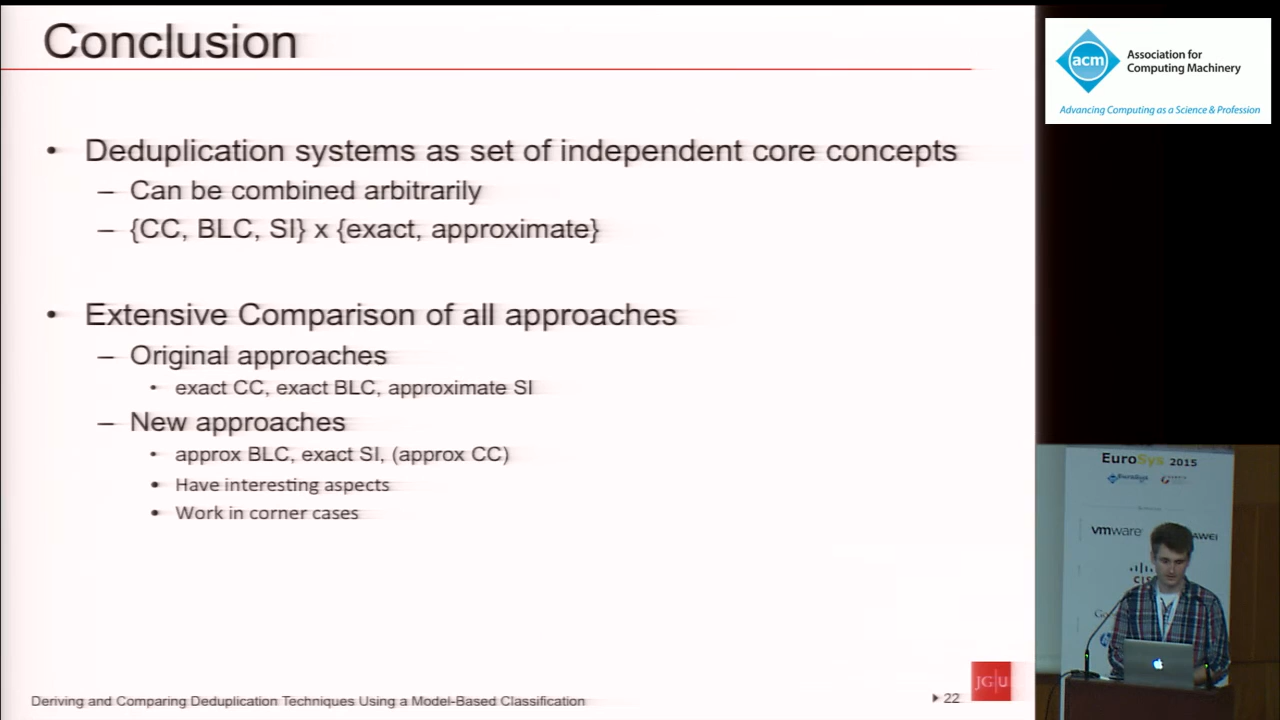 Conclusion
• Deduplication systems as set of independent core concepts
– Can be combined arbitrarily
– {CC, BLC, SI} x {exact, approximate}
• Extensive Comparison of all approaches
– Original approaches
• exact CC, exact BLC, approximate SI
– New approaches
• approx BLC, exact SI, (approx CC)
• Have interesting aspects
• Work in corner cases
Deriving and Comparing Deduplication Techniques Using a Model-Based Classification
22
JG|U
acm
Association for
Computing Machinery
Advancing Computing as a Science & Profession
EuroSys 2015
vmware
AWEI